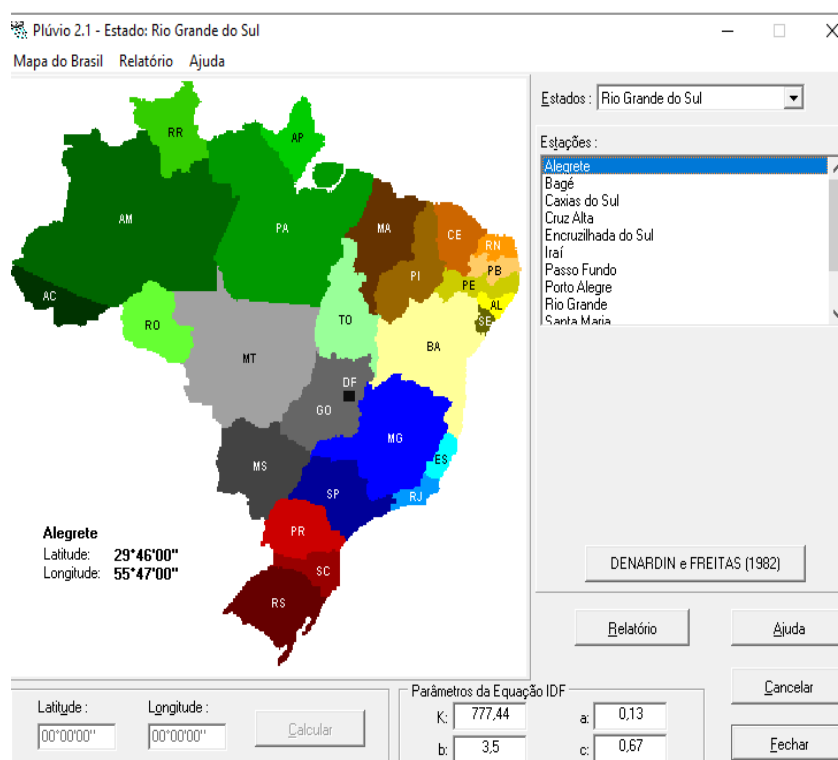 Plúvio 2.1 - Estado: Rio Grande do Sul
Mapa do Brasil Relatório Ajuda
Estados : Rio Grande do Sul
Estações :
Alegrete
Bagé
Caxias do Sul
Cruz Alta
Encruzilhada do Sul
Iraí
Passo Fundo
Porto Alegre
Rio Grande
Santa Maria
RR
AP
AM
PA
MA
CE
RN
PI
PB
PE
AL
SE
AC
RO
TO
MT
BA
DF
GO
MG
ES
MS
SP
RJ
PR
SC
RS
Alegrete
Latitude: 29°46'00"
Longitude: 55°47'00"
DENARDIN e FREITAS (1982)
Relatório
Ajuda
Cancelar
Fechar
Latitude :
Longitude :
00°00'00"
00°00'00"
Calcular
Parâmetros da Equação IDF
K: 777,44
a: 0,13
b: 3,5
c: 0,67